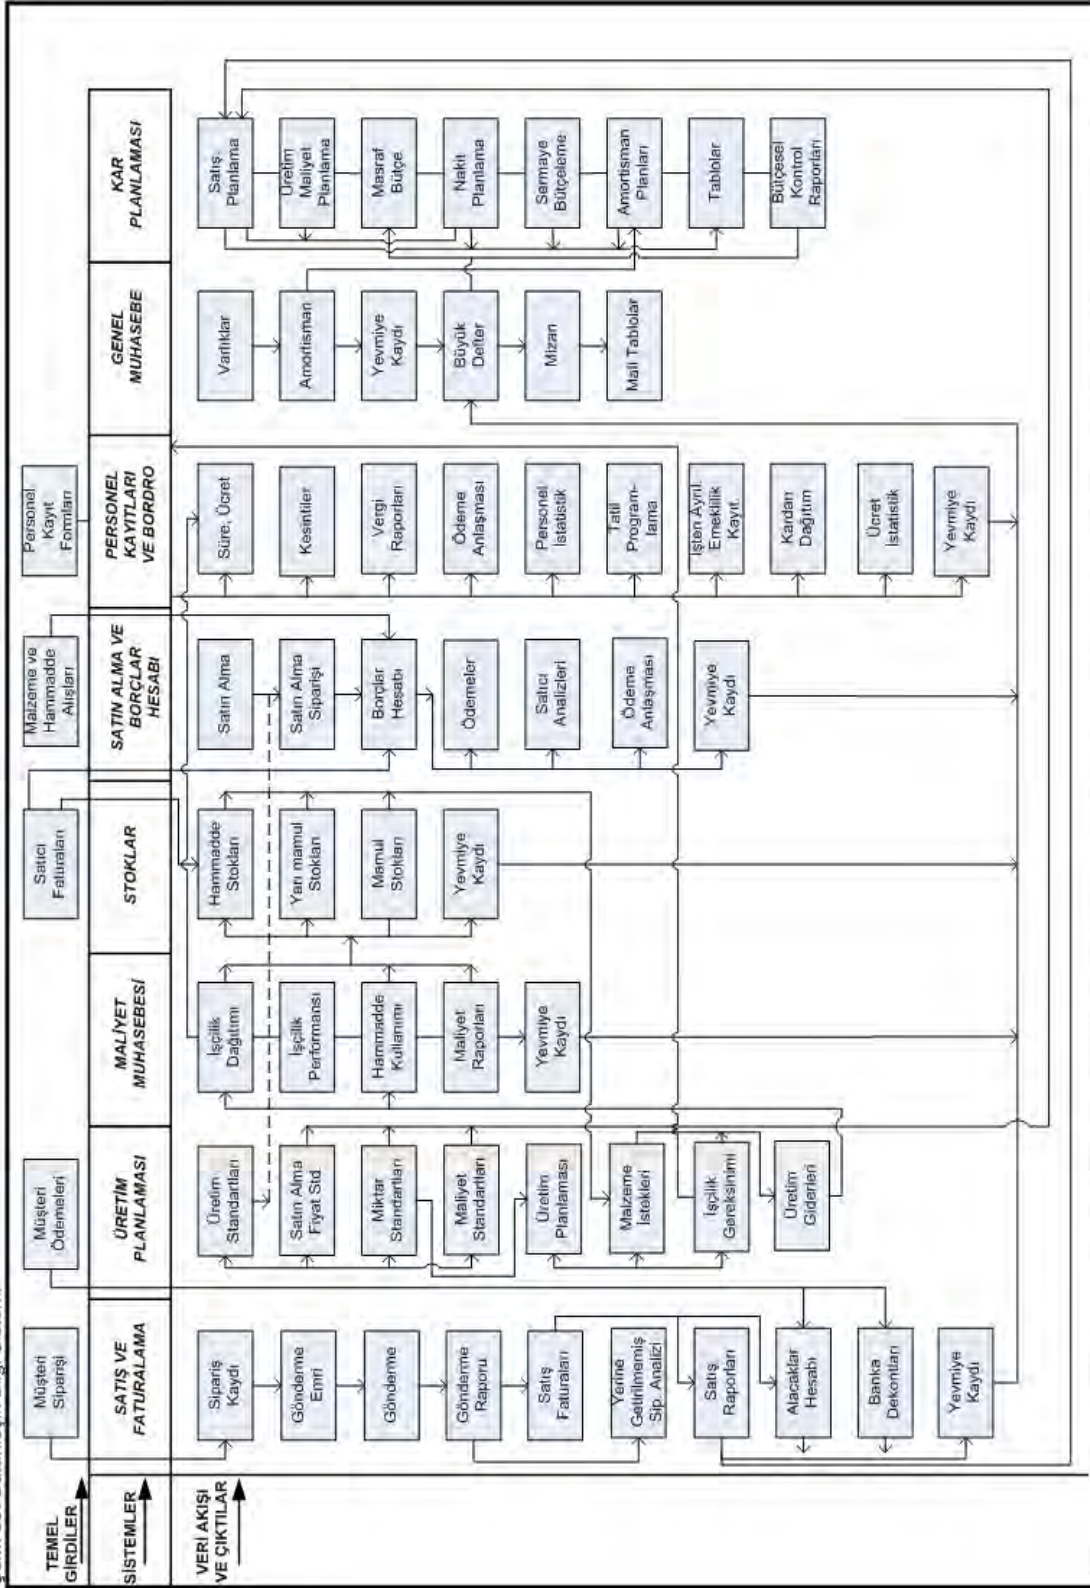 TEMEL
GİRDİLER
Müşteri
Siparişi
Müşteri
Ödemeleri
Satıcı
Faturaları
Malzeme ve
Hammadde
Alışları
Personel
Kayıt
Formları
SİSTEMLER
SATIŞ VE
FATURALAMA
ÜRETİM
PLANLAMASI
MALİYET
MUHASEBESİ
STOKLAR
SATIN ALMA VE
BORÇLAR
HESABI
PERSONEL
KAYITLARI
VE BORDRO
GENEL
MUHASEBE
KAR
PLANLAMASI
VERİ AKIŞI
VE ÇIKTILAR
Sipariş
Kaydı
Gönderme
Emri
Gönderme
Gönderme
Raporu
Satış
Faturaları
Yerine
Getirilmemiş
Sip. Analizi
Satış
Raporları
Alacaklar
Hesabı
Banka
Dekontları
Yevmiye
Kaydı
Üretim
Standartları
Satın Alma
Fiyat Std
Miktar
Standartları
Maliyet
Standartları
Üretim
Planlaması
Malzeme
İstekleri
İşçilik
Gereksinimi
Üretim
Giderleri
İşçilik
Dağıtımı
İşçilik
Performansı
Hammadde
Kullanımı
Maliyet
Raporları
Yevmiye
Kaydı
Hammadde
Stokları
Yarı mamul
Stokları
Mamul
Stokları
Yevmiye
Kaydı
Satın Alma
Satın Alma
Siparişi
Borçlar
Hesabı
Ödemeler
Satıcı
Analizleri
Ödeme
Anlaşması
Yevmiye
Kaydı
Süre, Ücret
Kesintiler
Vergi
Raporları
Ödeme
Anlaşması
Personel
İstatistik
Tatil
Program-
lama
İşten Ayrıl.
Emeklilik
Kayıt.
Kardan
Dağıtım
Ücret
İstatistik
Yevmiye
Kaydı
Varlıklar
Amortisman
Yevmiye
Kaydı
Büyük
Defter
Mizan
Mali Tablolar
Satış
Planlama
Üretim
Maliyet
Planlama
Masraf
Bütçe
Nakit
Planlama
Sermaye
Bütçeleme
Amortisman
Planları
Tablolar
Bütçesel
Kontrol
Raporları